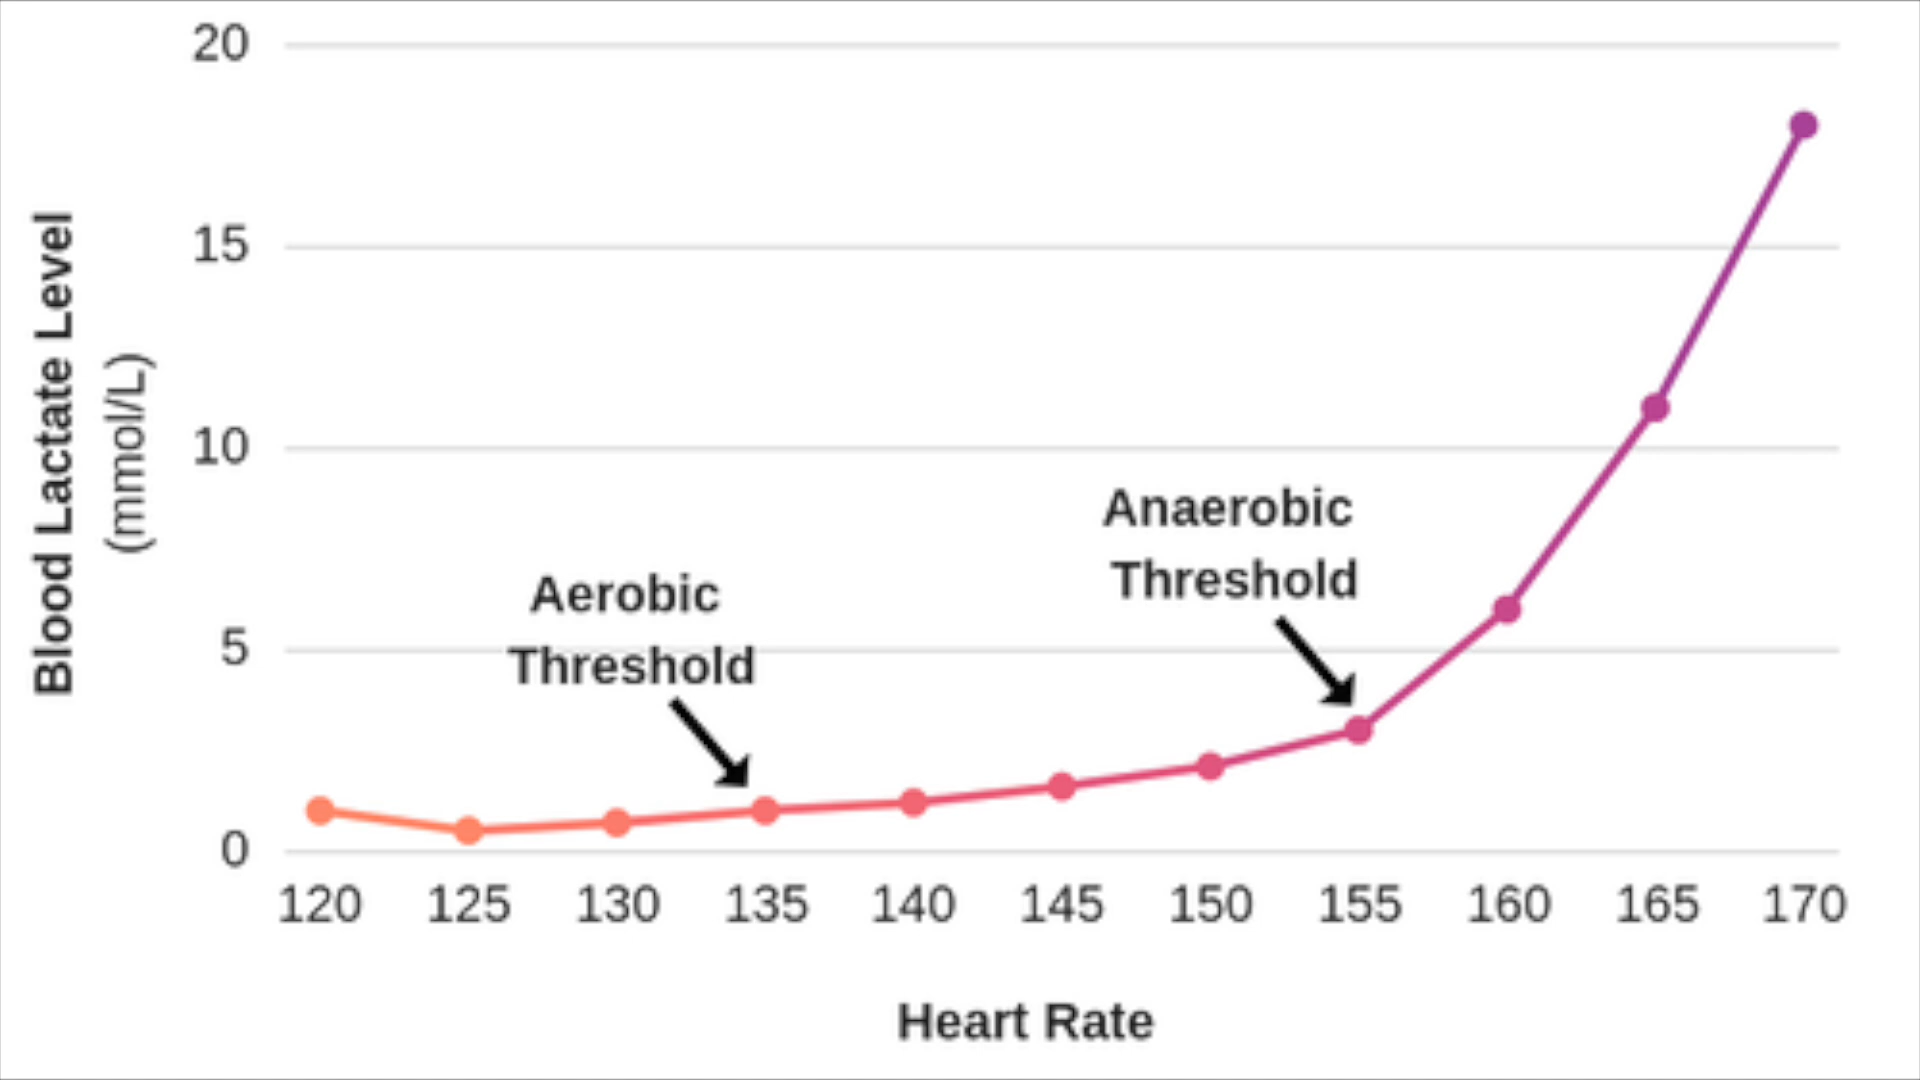 20
15
10
5
0
Blood Lactate Level
(mmol/L)
Aerobic
Threshold
Anaerobic
Threshold
120 125 130 135 140 145 150 155 160 165 170
Heart Rate